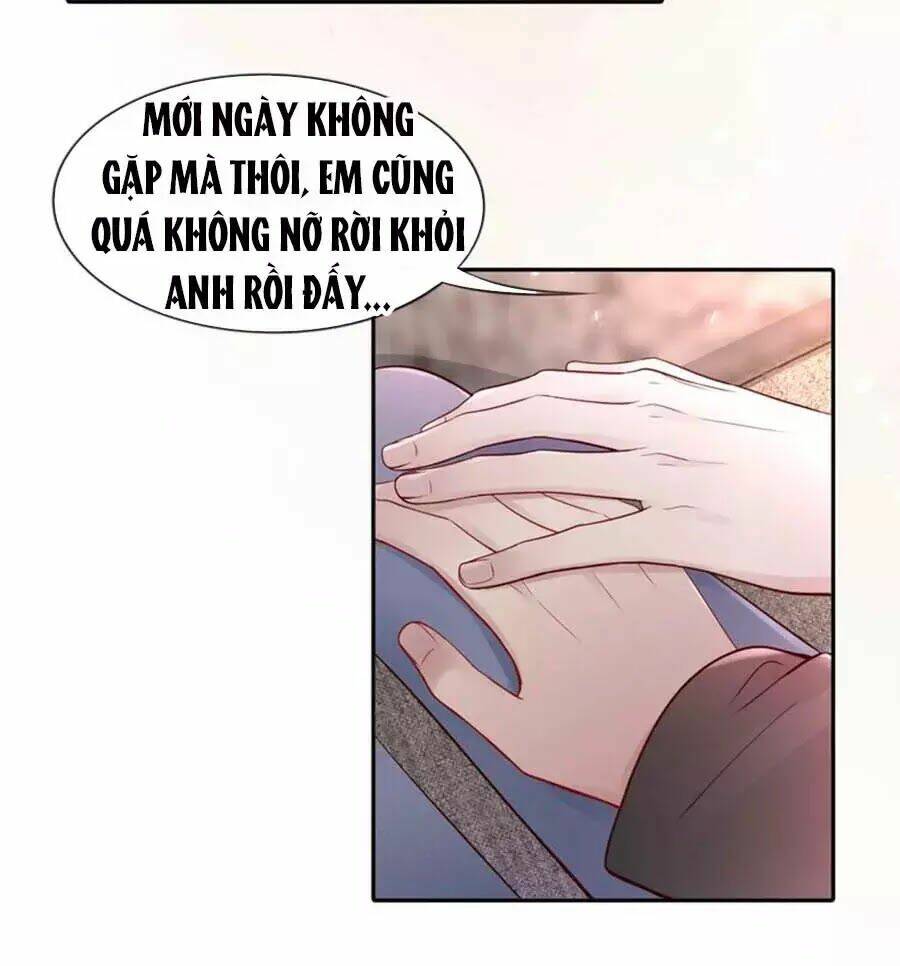 MỚI NGÀY KHÔNG
GẶP MÀ THÔI, EM CŨNG
QUÁ KHÔNG NỠ RỜI KHỎI
ANH RỒI ĐẤY...